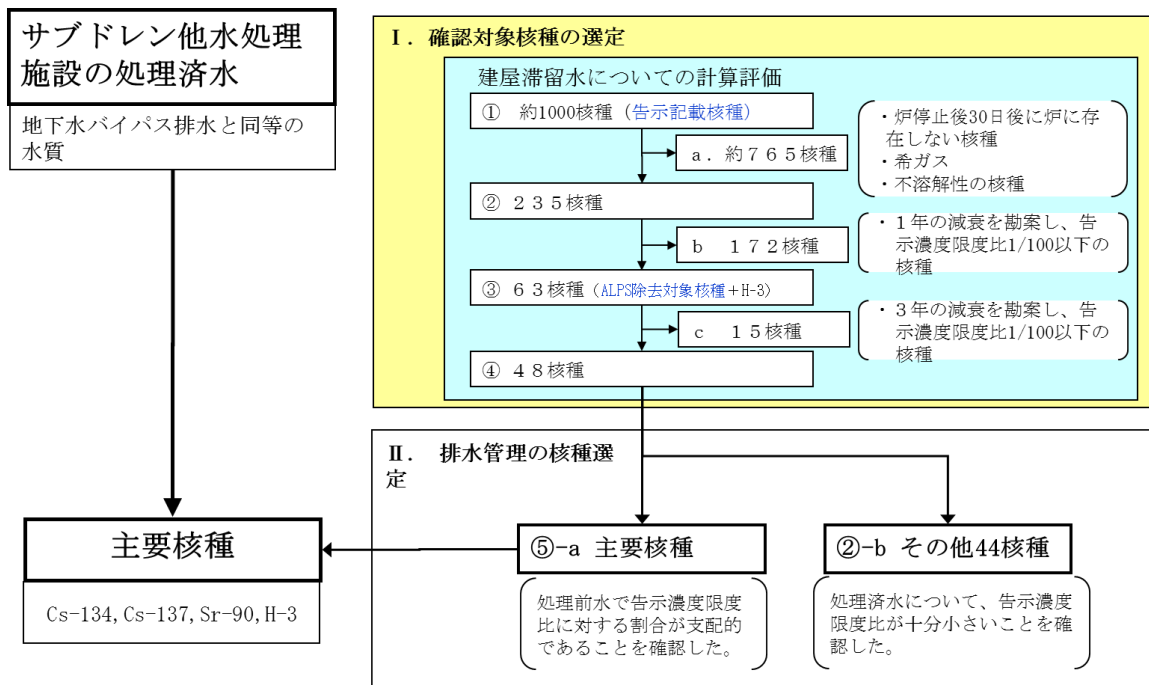 サブドレン他水処理
施設の処理済水
地下水バイパス排水と同等の
水質
主要核種
Cs-134,Cs-137,Sr-90,H-3
Ⅰ．確認対象核種の選定
建屋滞留水についての計算評価
① 約1000核種（告示記載核種）
a．約７６５核種
・炉停止後30日後に炉に存
在しない核種
・希ガス
・不溶解性の核種
② ２３５核種
b １７２核種
・１年の減衰を勘案し、告
示濃度限度比1/100以下の
核種
③ ６３核種（ALPS除去対象核種＋H-3）
c １５核種
・３年の減衰を勘案し、告
示濃度限度比1/100以下の
核種
④ ４８核種
Ⅱ． 排水管理の核種選
定
⑤-a 主要核種
処理前水で告示濃度限度
比に対する割合が支配的
であることを確認した。
②-b その他44核種
処理済水について、告示濃度
限度比が十分小さいことを確
認した。